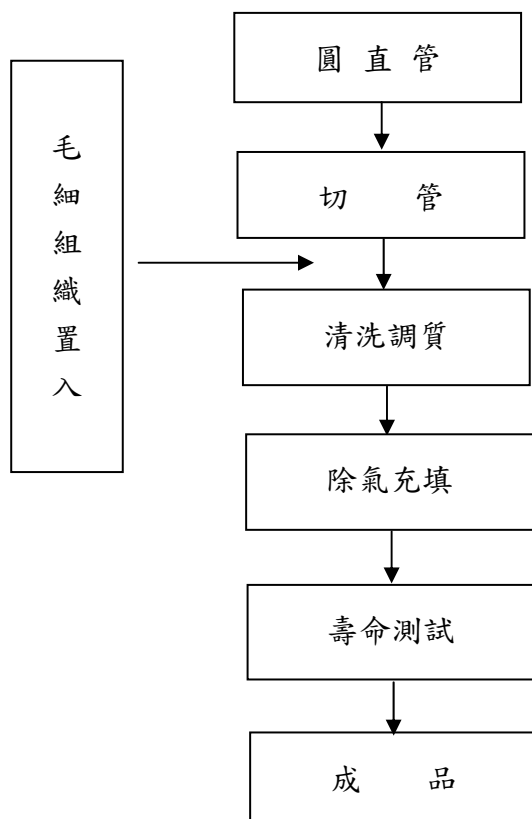 圓 直 管
毛細組織置入
切 管
清洗調質
除氣充填
壽命測試
成 品